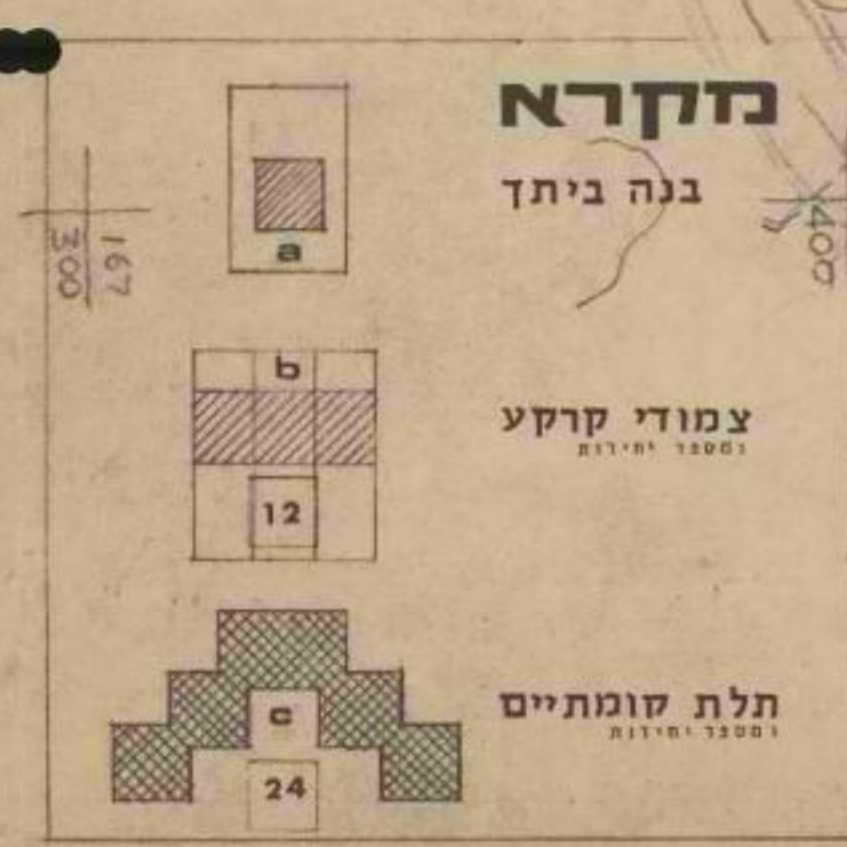 מקרא
בנה ביתך
a
167
300
400
צמודי קרקע
ומספר יחידות
b
12
תלת קומתיים
ומספר יחידות
c
24